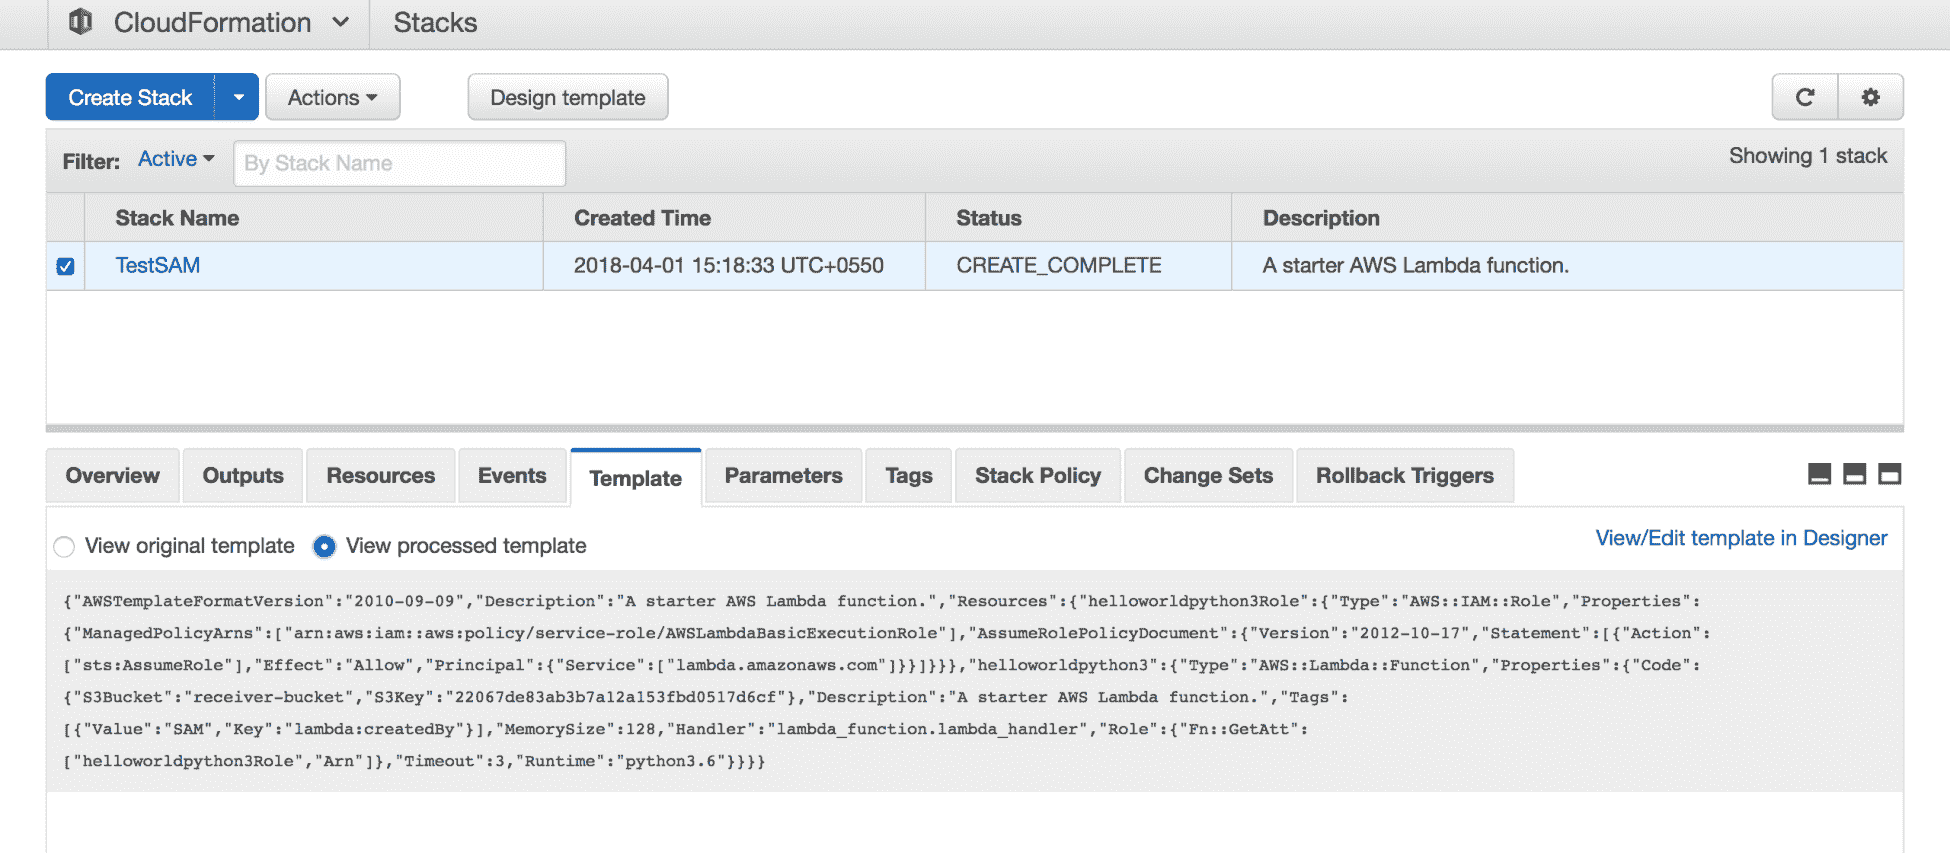 CloudFormation Stacks
Create Stack Actions Design template
Filter: Active By Stack Name Showing 1 stack
Stack Name Created Time Status Description
TestSAM 2018-04-01 15:18:33 UTC+0550 CREATE_COMPLETE A starter AWS Lambda function.
Overview Outputs Resources Events Template Parameters Tags Stack Policy Change Sets Rollback Triggers
View original template View processed template View/Edit template in Designer
{"AWSTemplateFormatVersion":"2010-09-09","Description":"A starter AWS Lambda function.","Resources":{"helloworldpython3Role":{"Type":"AWS::IAM::Role","Properties":
{"ManagedPolicyArns":["arn:aws:iam::aws:policy/service-role/AWSLambdaBasicExecutionRole"],"AssumeRolePolicyDocument":{"Version":"2012-10-17","Statement":[{"Action":
["sts:AssumeRole"],"Effect":"Allow","Principal":{"Service":["lambda.amazonaws.com"]}}]}}},"helloworldpython3":{"Type":"AWS::Lambda::Function","Properties":{"Code":
{"S3Bucket":"receiver-bucket","S3Key":"22067de83ab3b7a12a153fbd0517d6cf"},"Description":"A starter AWS Lambda function.","Tags":
[{"Value":"SAM","Key":"lambda:createdBy"}],"MemorySize":128,"Handler":"lambda_function.lambda_handler","Role":{"Fn::GetAtt":
["helloworldpython3Role","Arn"]},"Timeout":3,"Runtime":"python3.6"}}}}